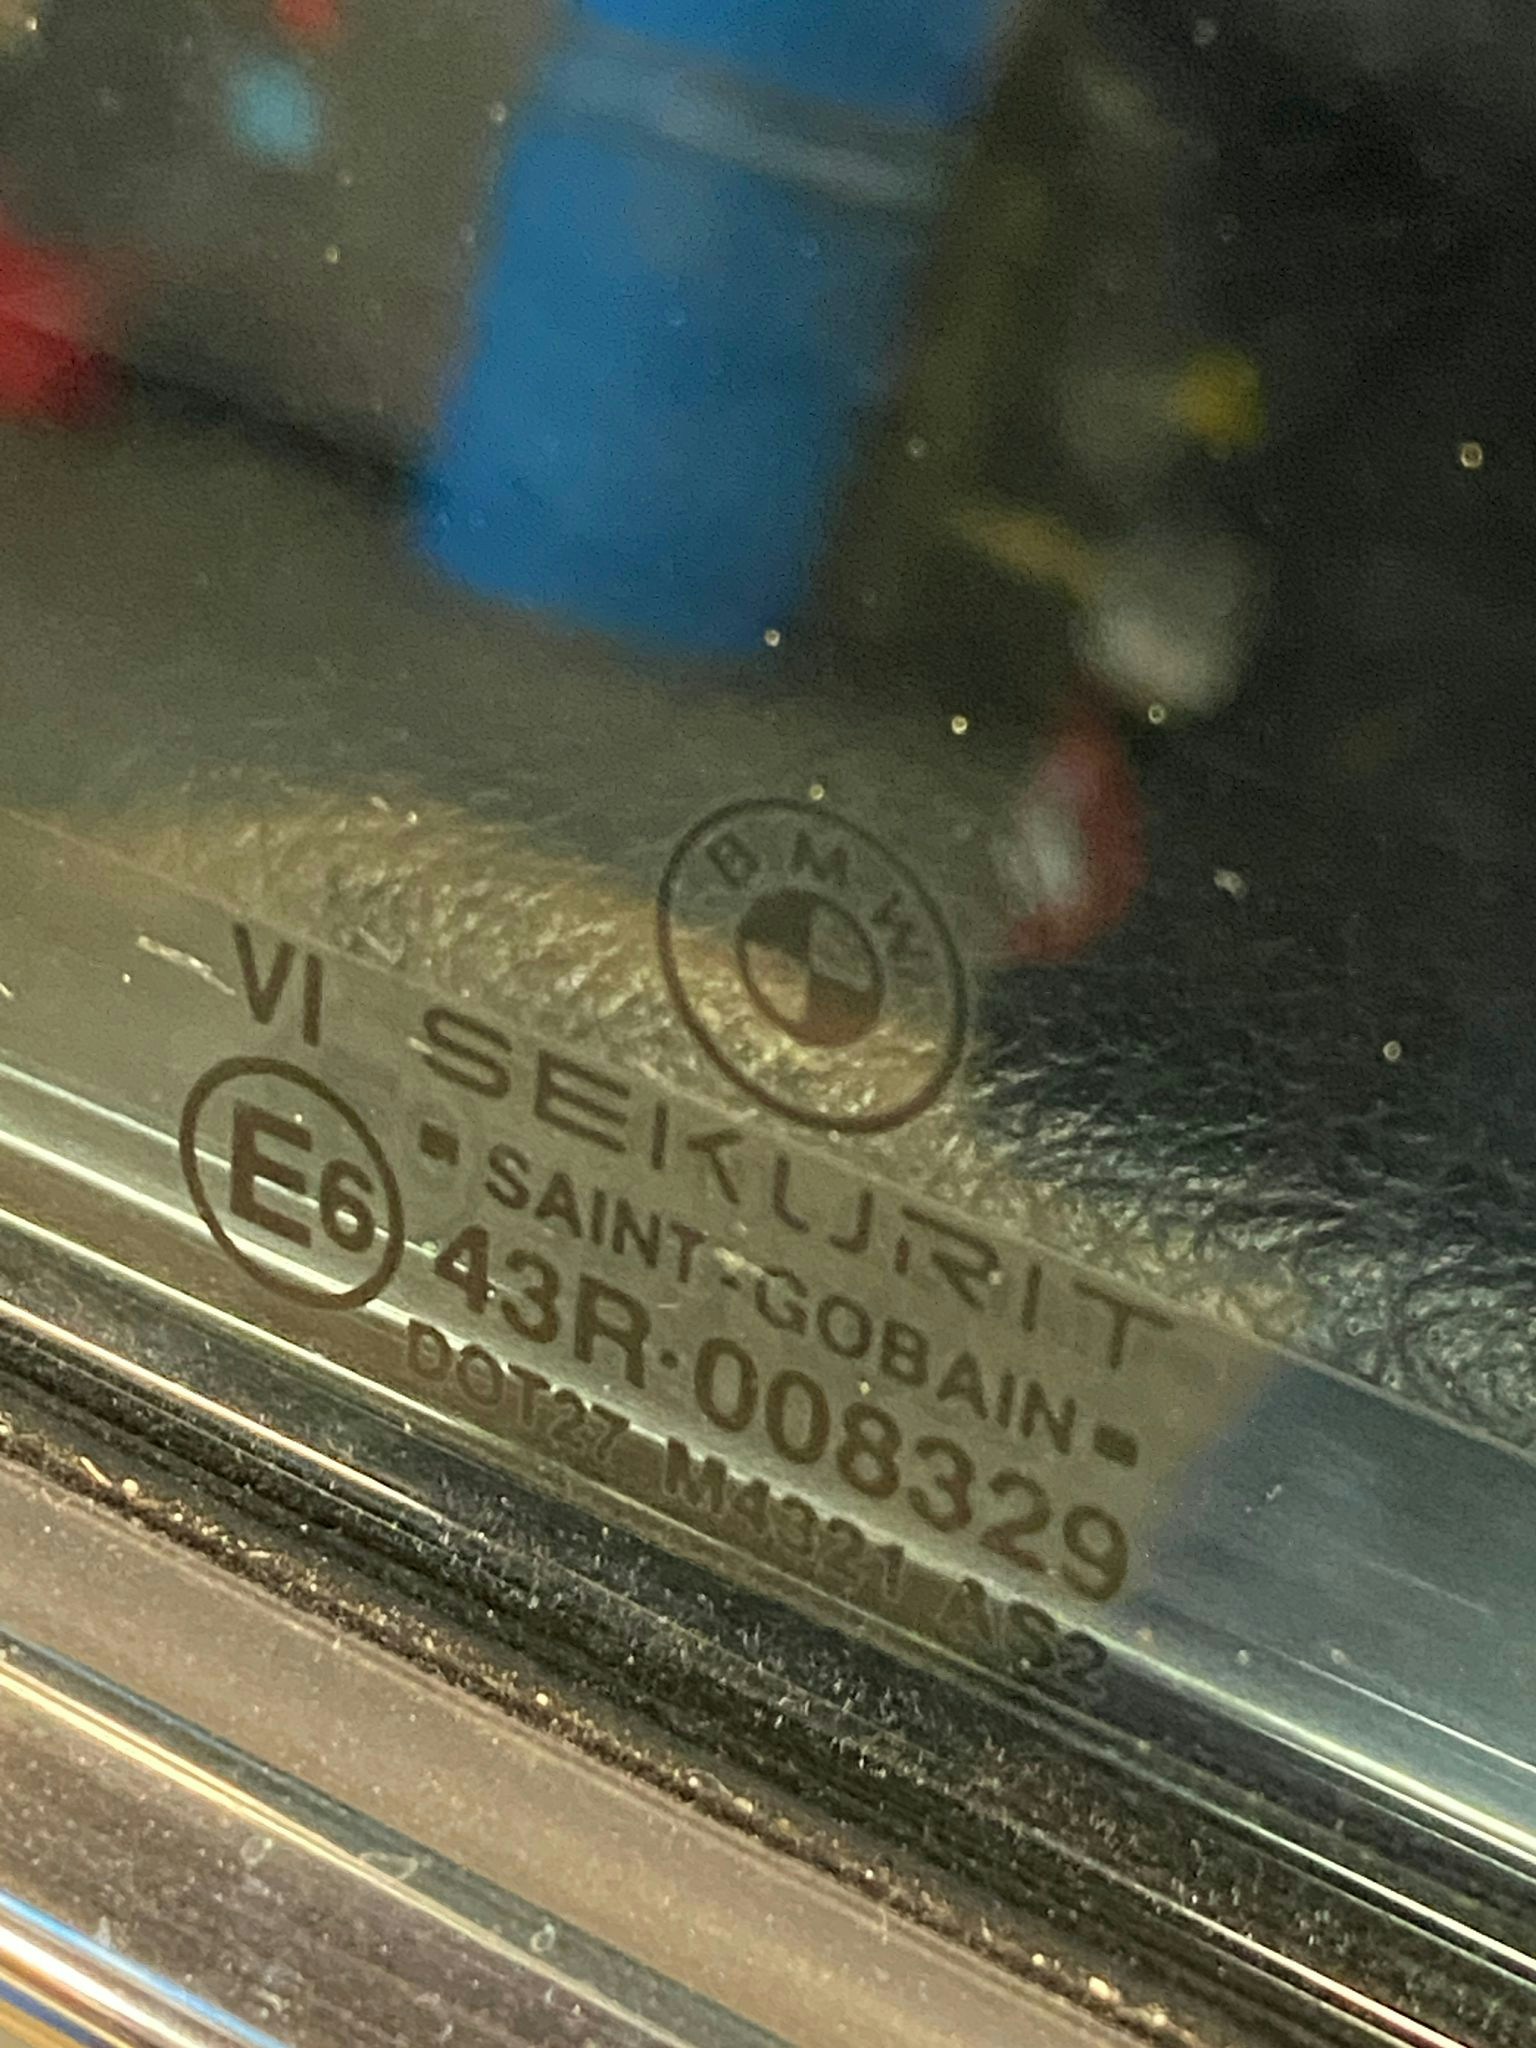 BMW
VI SEKURIT
SAINT-GOBAIN
E6 43R·008329
DOT27 M4321 AS2